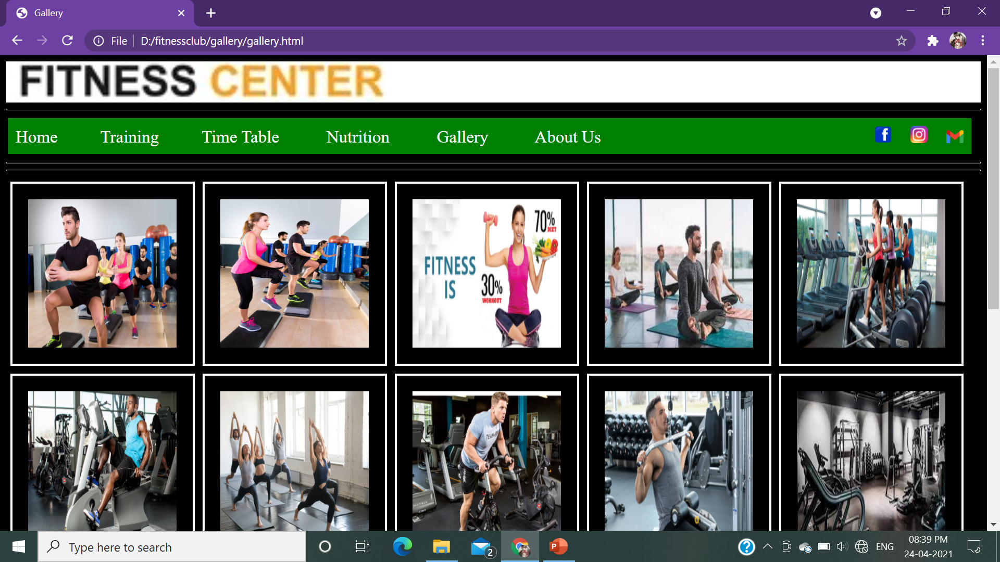 Gallery
File
D:/fitnessclub/gallery/gallery.html
FITNESS CENTER
Home Training Time Table Nutrition Gallery About Us
FITNESS
IS
70%
DIET
30%
WORKOUT
Type here to search
2
ENG
08:39 PM
24-04-2021